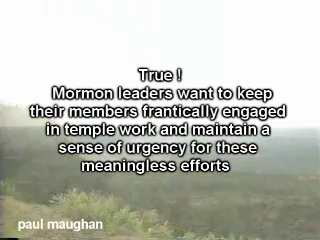 True !
Mormon leaders want to keep
their members frantically engaged
in temple work and maintain a
sense of urgency for these
meaningless efforts
paul maughan